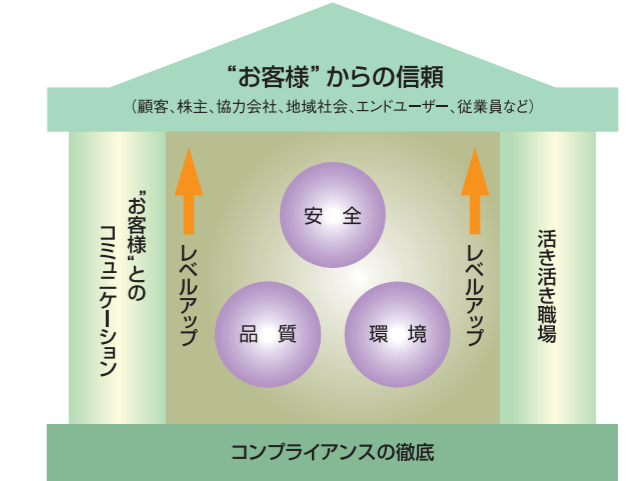 “お客様” からの信頼
（顧客、株主、協力会社、地域社会、エンドユーザー、従業員など）
“お客様“ との
コミュニケーション
レベルアップ
安　全
品　質
環　境
レベルアップ
活き活き職場
コンプライアンスの徹底